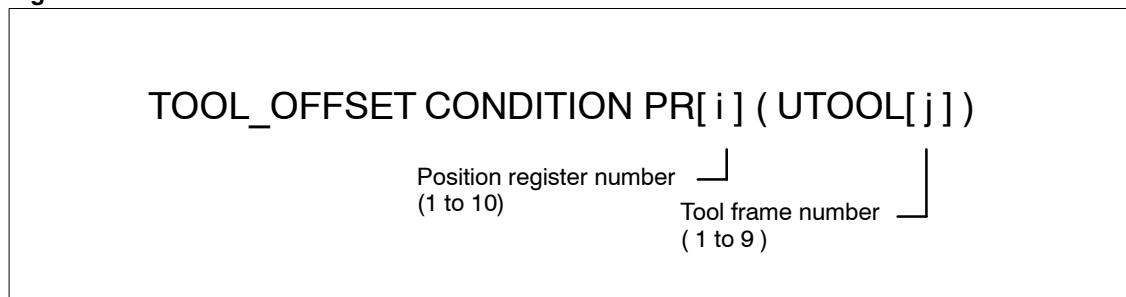 TOOL_OFFSET CONDITION PR[ i ] ( UTOOL[ j ] )
Position register number
(1 to 10)
Tool frame number
( 1 to 9 )